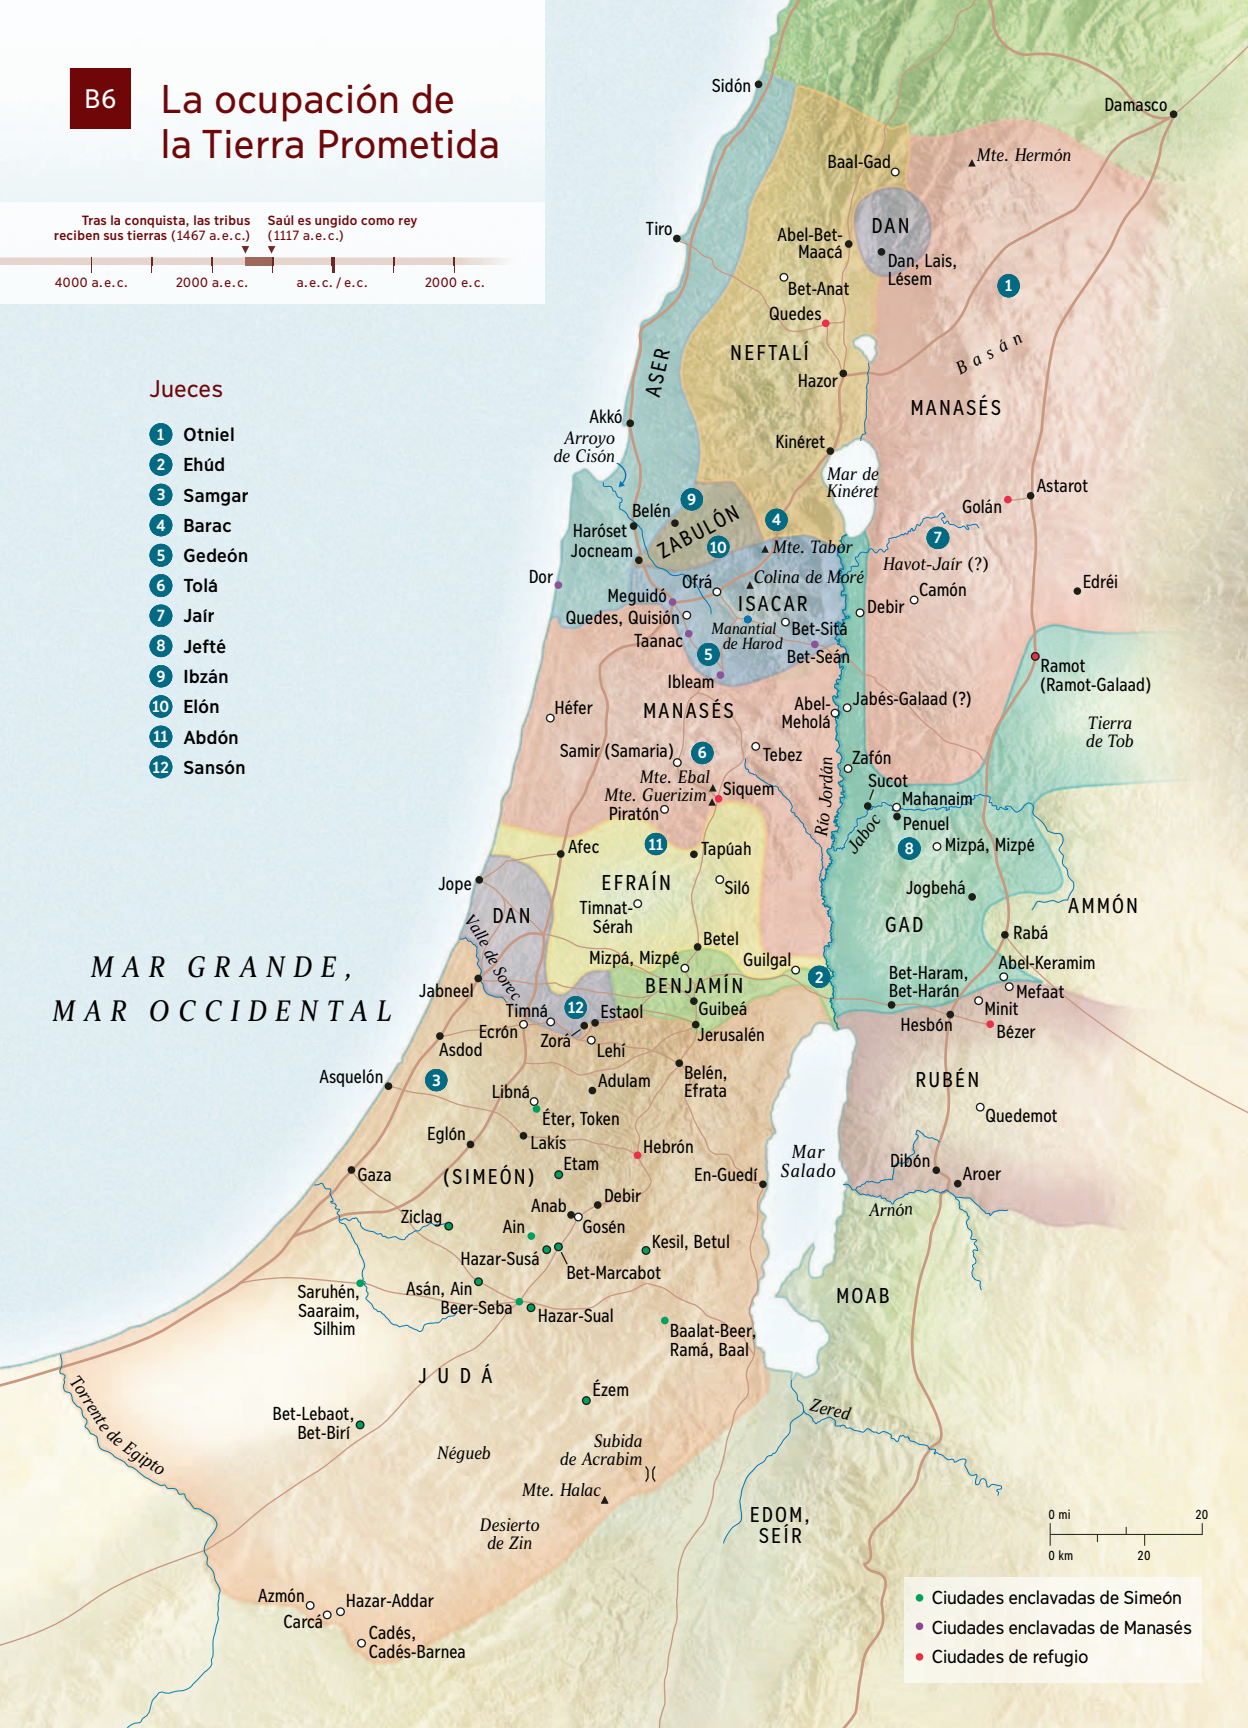 B6
La ocupación de
la Tierra Prometida
Tras la conquista, las tribus
reciben sus tierras (1467 a.e.c.)
Saúl es ungido como rey
(1117 a.e.c.)
4000 a.e.c.
2000 a.e.c.
a.e.c. / e.c.
2000 e.c.
Jueces
1 Otniel
2 Ehúd
3 Samgar
4 Barac
5 Gedeón
6 Tolá
7 Jaír
8 Jefté
9 Ibzán
10 Elón
11 Abdón
12 Sansón
MAR GRANDE,
MAR OCCIDENTAL
Sidón
Damasco
Mte. Hermón
Baal-Gad
DAN
Tiro
Abel-Bet-
Maacá
Dan, Lais,
Lésem
Bet-Anat
1
Quedes
NEFTALÍ
Basán
ASER
Hazor
MANASÉS
Akkó
Arroyo
de Cisón
Kinéret
Mar de
Kinéret
Astarot
Golán
9
Belén
ZABULÓN
4
Haróset
Jocneam
10
Mte. Tabor
7
Havot-Jaír (?)
Dor
Ofrá
Colina de Moré
Camón
Edréi
Meguidó
ISACAR
Debir
Quedes, Quisión
Manantial
de Harod
Bet-Sitá
Taanac
5
Bet-Seán
Ramot
(Ramot-Galaad)
Ibleam
Héfer
MANASÉS
Abel-
Meholá
Jabés-Galaad (?)
Tierra
de Tob
Samir (Samaria)
6
Tebez
Zafón
Mte. Ebal
Mte. Guerizim
Siquem
Río Jordán
Sucot
Mahanaim
Piratón
Penuel
Jaboc
11
8
Mizpá, Mizpé
Afec
Tapúah
Jope
EFRAÍN
Siló
Jogbehá
AMMÓN
Timnat-
Sérah
DAN
GAD
Valle de Sorec
Betel
Rabá
Mizpá, Mizpé
Guilgal
2
Abel-Keramim
Bet-Haram,
Bet-Harán
Jabneel
BENJAMÍN
Mefaat
Timná
12
Estaol
Guibeá
Minit
Ecrón
Zorá
Hesbón
Bézer
Jerusalén
Asdod
Lehí
Asquelón
3
Belén,
Efrata
RUBÉN
Adulam
Libná
Éter, Token
Quedemot
Eglón
Lakís
Hebrón
Mar
Salado
Gaza
(SIMEÓN)
Etam
En-Guedí
Dibón
Aroer
Debir
Anab
Gosén
Arnón
Ziclag
Ain
Kesil, Betul
Hazar-Susá
Bet-Marcabot
Saruhén,
Saaraim,
Silhim
Asán, Ain
Beer-Seba
Hazar-Sual
MOAB
Baalat-Beer,
Ramá, Baal
JUDÁ
Torrente de Egipto
Ézem
Zered
Bet-Lebaot,
Bet-Birí
Négueb
Subida
de Acrabim
Mte. Halac
Desierto
de Zin
EDOM,
SEÍR
0 mi
20
0 km
20
Azmón
Hazar-Addar
Carcá
Cadés,
Cadés-Barnea
Ciudades enclavadas de Simeón
Ciudades enclavadas de Manasés
Ciudades de refugio